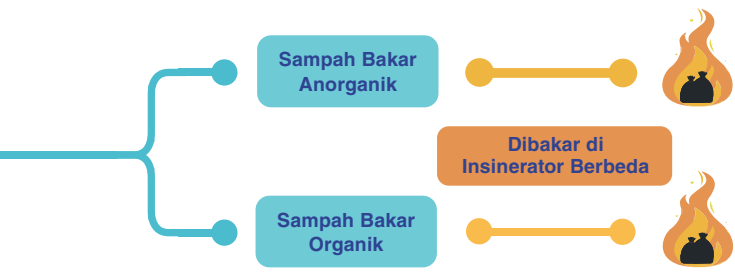 Sampah Bakar
Anorganik
Dibakar di
Insinerator Berbeda
Sampah Bakar
Organik